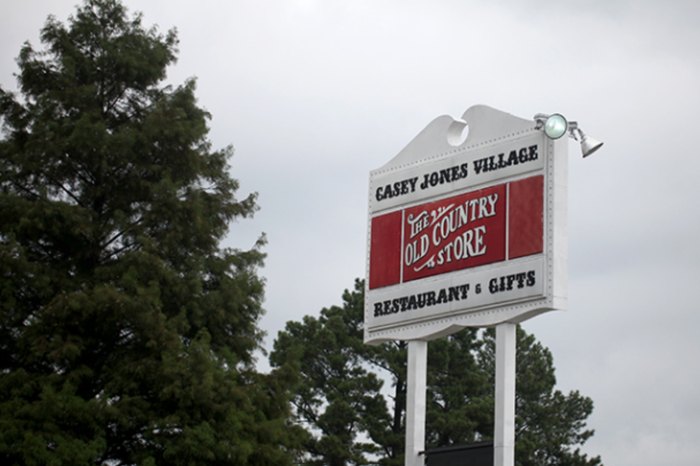 CASEY JONES VILLAGE
THE
OLD COUNTRY
STORE
RESTAURANT & GIFTS